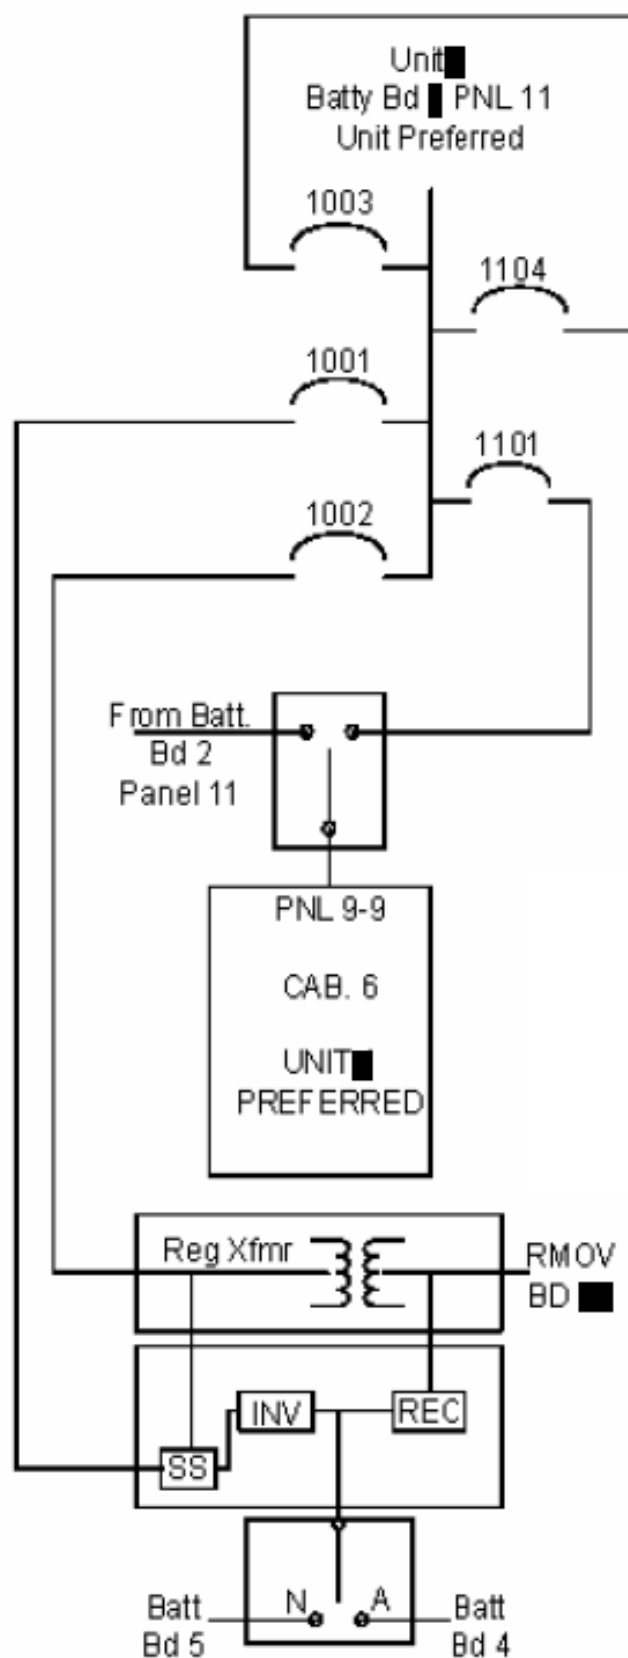 Unit
Batty Bd PNL 11
Unit Preferred
1003
1104
1001
1101
1002
From Batt.
Bd 2
Panel 11
PNL 9-9
CAB. 6
UNIT
PREFERRED
Reg Xfmr
RMOV
BD
INV
REC
SS
N
A
Batt
Bd 5
Batt
Bd 4